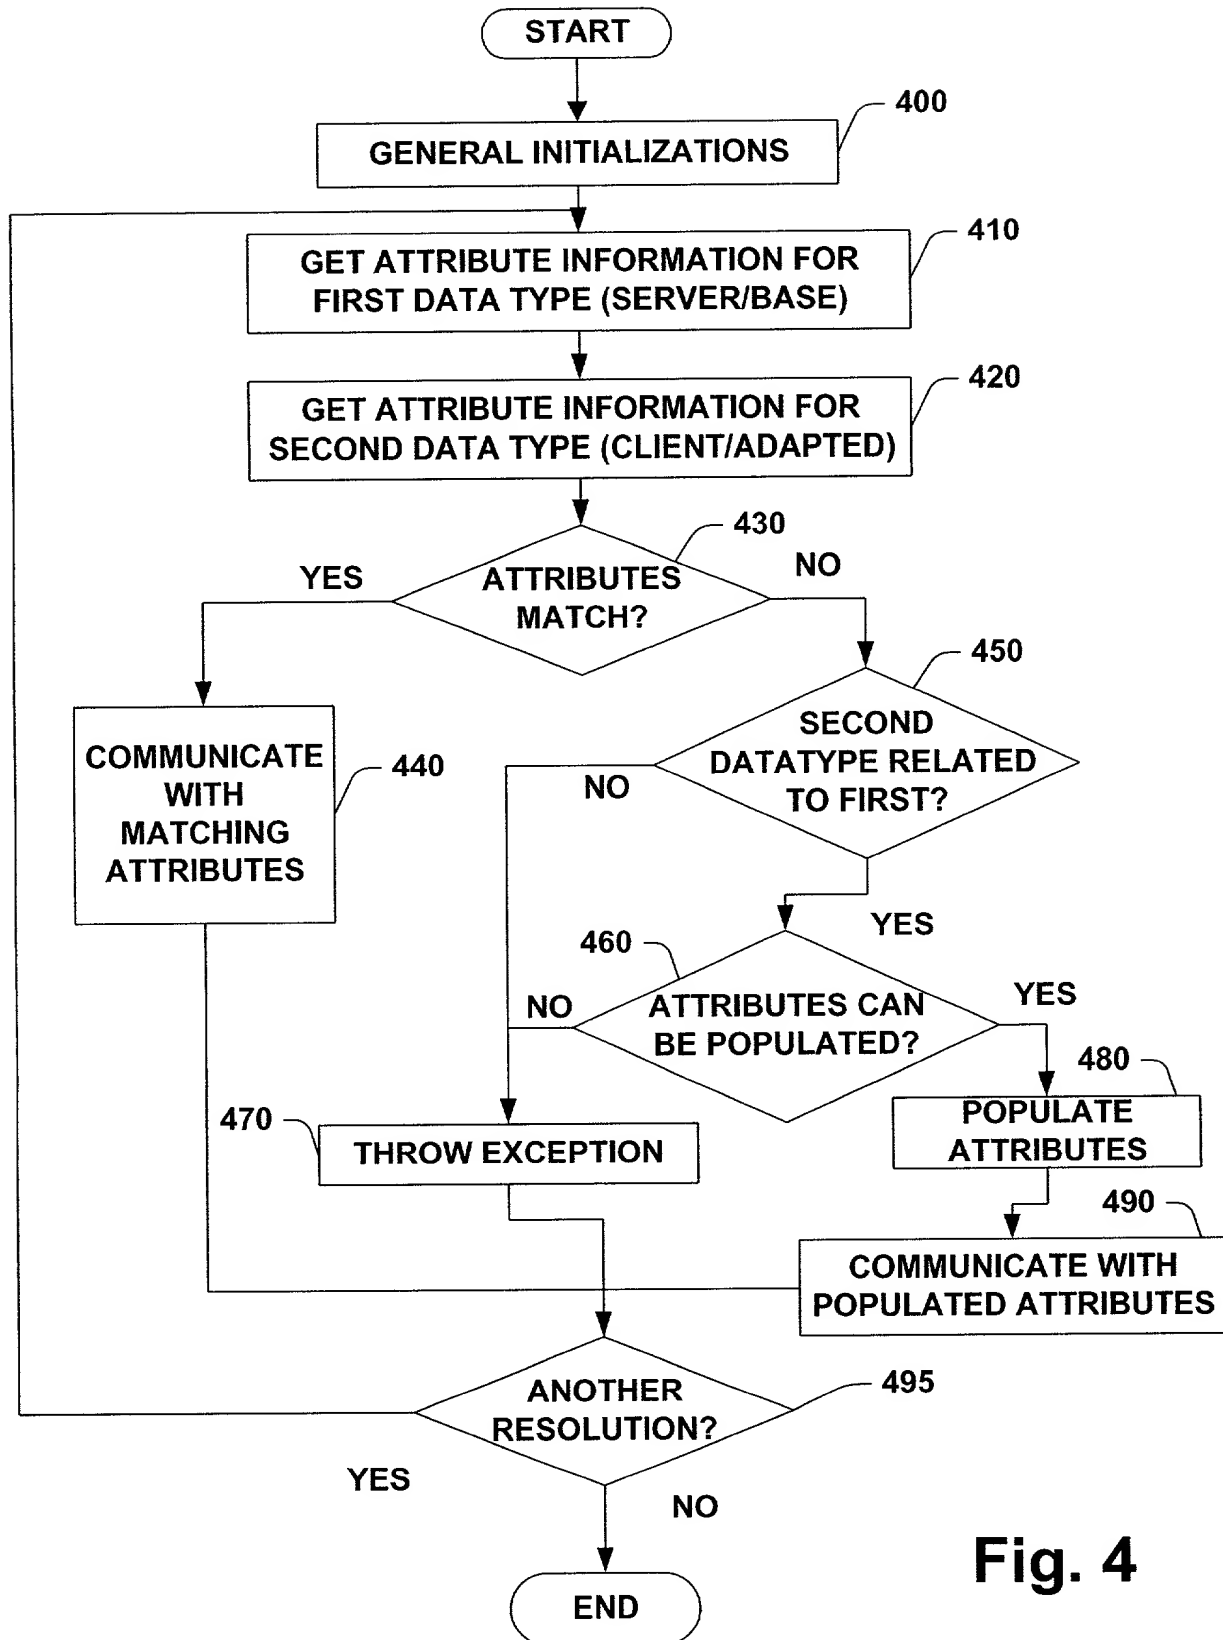 START
400
GENERAL INITIALIZATIONS
410
GET ATTRIBUTE INFORMATION FOR
FIRST DATA TYPE (SERVER/BASE)
420
GET ATTRIBUTE INFORMATION FOR
SECOND DATA TYPE (CLIENT/ADAPTED)
430
YES
NO
ATTRIBUTES
MATCH?
450
SECOND
DATATYPE RELATED
TO FIRST?
COMMUNICATE
WITH
MATCHING
ATTRIBUTES
440
NO
YES
460
ATTRIBUTES CAN
BE POPULATED?
NO
YES
480
POPULATE
ATTRIBUTES
470
THROW EXCEPTION
490
COMMUNICATE WITH
POPULATED ATTRIBUTES
495
ANOTHER
RESOLUTION?
YES
NO
END
Fig. 4